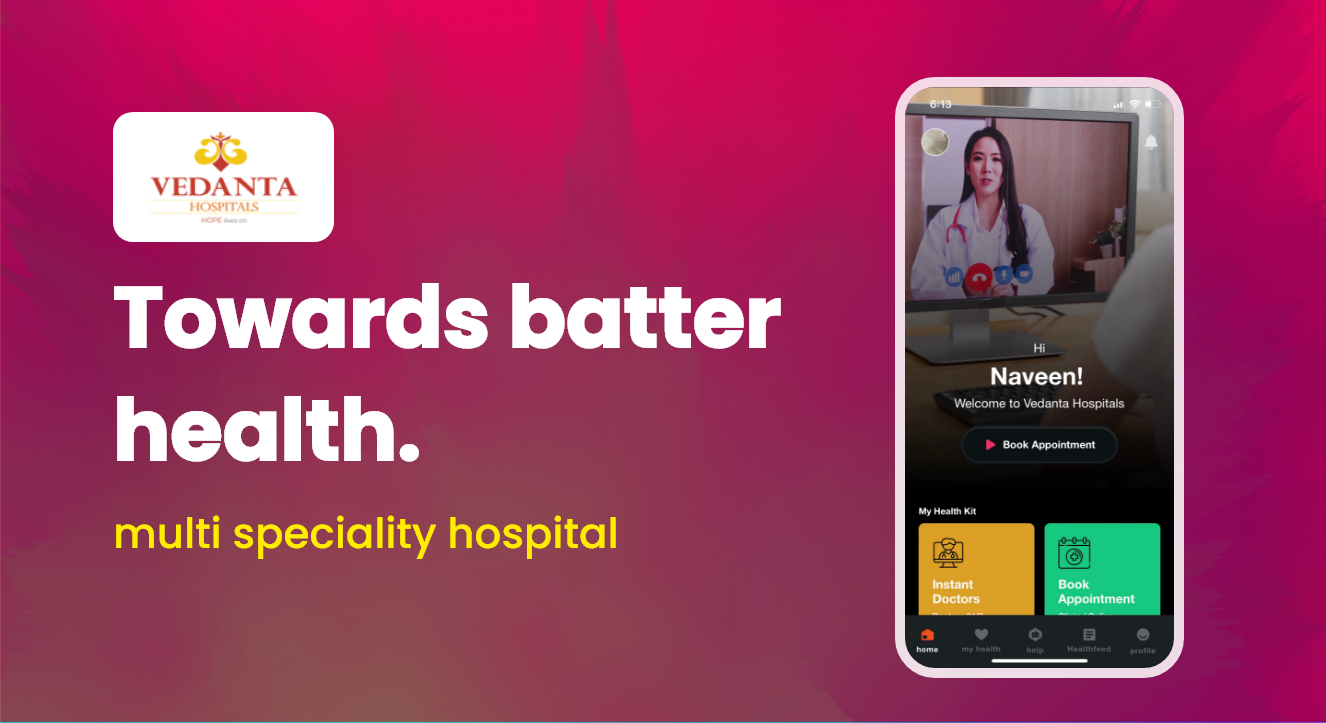 VEDANTA
HOSPITALS
HOPE lives on
Towards batter
health.
multi speciality hospital
6:13
Hi
Naveen!
Welcome to Vedanta Hospitals
Book Appointment
My Health Kit
Instant
Doctors
Book
Appointment
home
my health
help
Healthfeed
profile